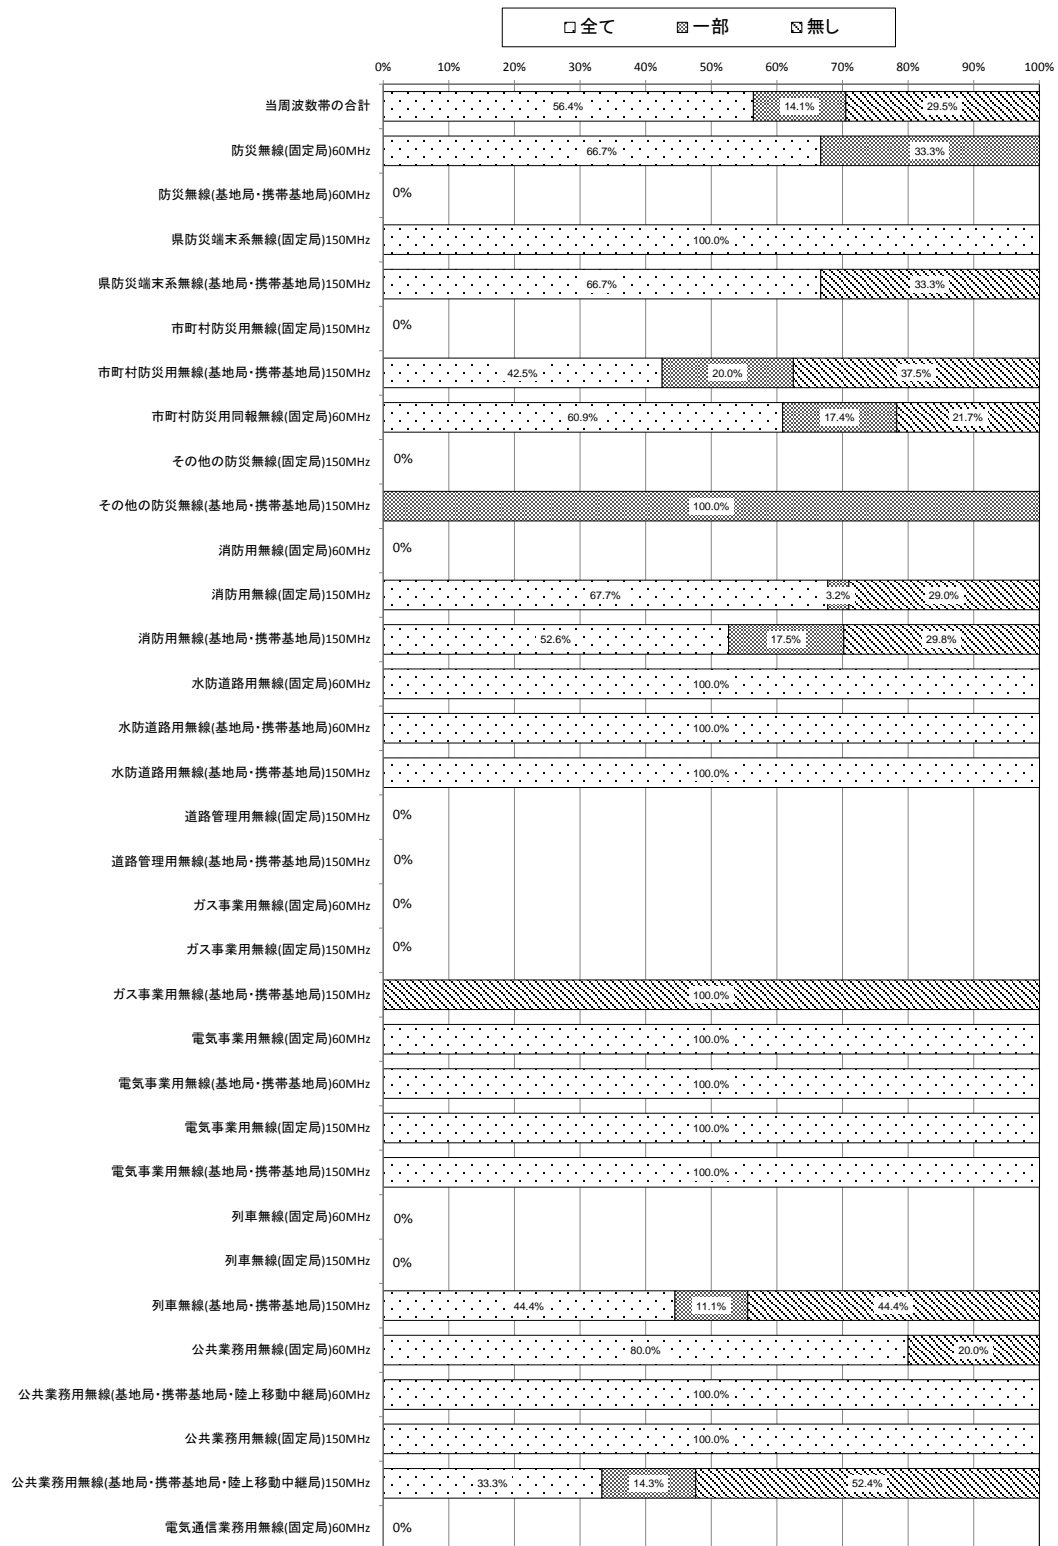 全て 一部 無し
0% 10% 20% 30% 40% 50% 60% 70% 80% 90% 100%
当周波数帯の合計 56.4% 14.1% 29.5%
防災無線(固定局)60MHz 66.7% 33.3%
防災無線(基地局・携帯基地局)60MHz 0%
県防災端末系無線(固定局)150MHz 100.0%
県防災端末系無線(基地局・携帯基地局)150MHz 66.7% 33.3%
市町村防災用無線(固定局)150MHz 0%
市町村防災用無線(基地局・携帯基地局)150MHz 42.5% 20.0% 37.5%
市町村防災用同報無線(固定局)60MHz 60.9% 17.4% 21.7%
その他の防災無線(固定局)150MHz 0%
その他の防災無線(基地局・携帯基地局)150MHz 100.0%
消防用無線(固定局)60MHz 0%
消防用無線(固定局)150MHz 67.7% 3.2% 29.0%
消防用無線(基地局・携帯基地局)150MHz 52.6% 17.5% 29.8%
水防道路用無線(固定局)60MHz 100.0%
水防道路用無線(基地局・携帯基地局)60MHz 100.0%
水防道路用無線(基地局・携帯基地局)150MHz 100.0%
道路管理用無線(固定局)150MHz 0%
道路管理用無線(基地局・携帯基地局)150MHz 0%
ガス事業用無線(固定局)60MHz 0%
ガス事業用無線(固定局)150MHz 0%
ガス事業用無線(基地局・携帯基地局)150MHz 100.0%
電気事業用無線(固定局)60MHz 100.0%
電気事業用無線(基地局・携帯基地局)60MHz 100.0%
電気事業用無線(固定局)150MHz 100.0%
電気事業用無線(基地局・携帯基地局)150MHz 100.0%
列車無線(固定局)60MHz 0%
列車無線(固定局)150MHz 0%
列車無線(基地局・携帯基地局)150MHz 44.4% 11.1% 44.4%
公共業務用無線(固定局)60MHz 80.0% 20.0%
公共業務用無線(基地局・携帯基地局・陸上移動中継局)60MHz 100.0%
公共業務用無線(固定局)150MHz 100.0%
公共業務用無線(基地局・携帯基地局・陸上移動中継局)150MHz 33.3% 14.3% 52.4%
電気通信業務用無線(固定局)60MHz 0%